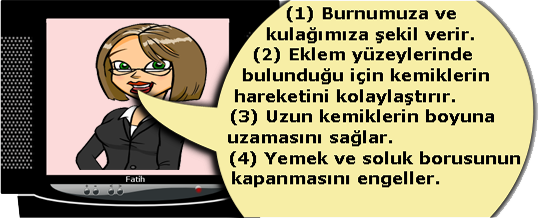 (1) Burnumuza ve
kulağımıza şekil verir.
(2) Eklem yüzeylerinde
bulunduğu için kemiklerin
hareketini kolaylaştırır.
(3) Uzun kemiklerin boyuna
uzamasını sağlar.
(4) Yemek ve soluk borusunun
kapanmasını engeller.
Fatih